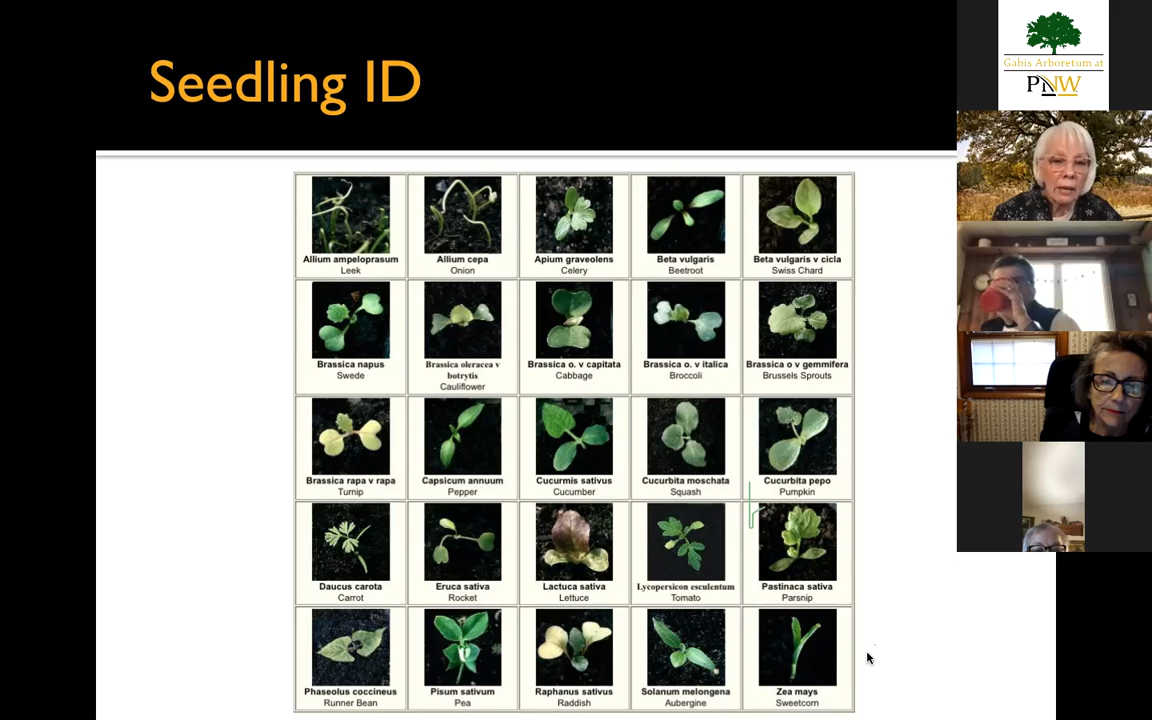 Seedling ID
Gabis Arboretum at
PNW
Allium ampeloprasum
Leek
Allium cepa
Onion
Apium graveolens
Celery
Beta vulgaris
Beetroot
Beta vulgaris v cicla
Swiss Chard
Brassica napus
Swede
Brassica oleracea v
botrytis
Cauliflower
Brassica o. v capitata
Cabbage
Brassica o. v italica
Broccoli
Brassica o v gemmifera
Brussels Sprouts
Brassica rapa v rapa
Turnip
Capsicum annuum
Pepper
Cucurmis sativus
Cucumber
Cucurbita moschata
Squash
Cucurbita pepo
Pumpkin
Daucus carota
Carrot
Eruca sativa
Rocket
Lactuca sativa
Lettuce
Lycopersicon esculentum
Tomato
Pastinaca sativa
Parsnip
Phaseolus coccineus
Runner Bean
Pisum sativum
Pea
Raphanus sativus
Raddish
Solanum melongena
Aubergine
Zea mays
Sweetcorn